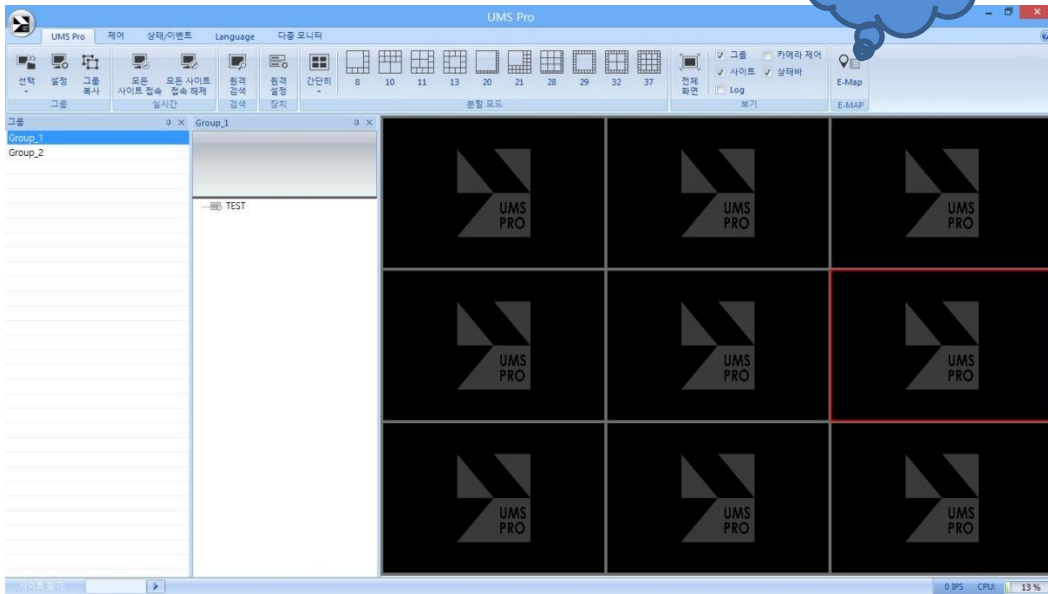 UMS Pro
UMS Pro 제어 상태/이벤트 Language 다중 모니터
선택 설정 그룹 복사 모든 사이트 접속 모든 사이트 접속 해제 원격 검색 원격 설정 간단히 8 10 11 13 20 21 28 29 32 37 전체 화면
그룹 카메라 제어
사이트 상태바
Log
E-Map
그룹 실시간 검색 장치 분할 모드 보기 E-MAP
그룹 Group_1
Group_1
Group_2
TEST
UMS PRO UMS PRO UMS PRO
UMS PRO UMS PRO UMS PRO
UMS PRO UMS PRO UMS PRO
사이트 찾기: 0 IPS CPU: 13 %